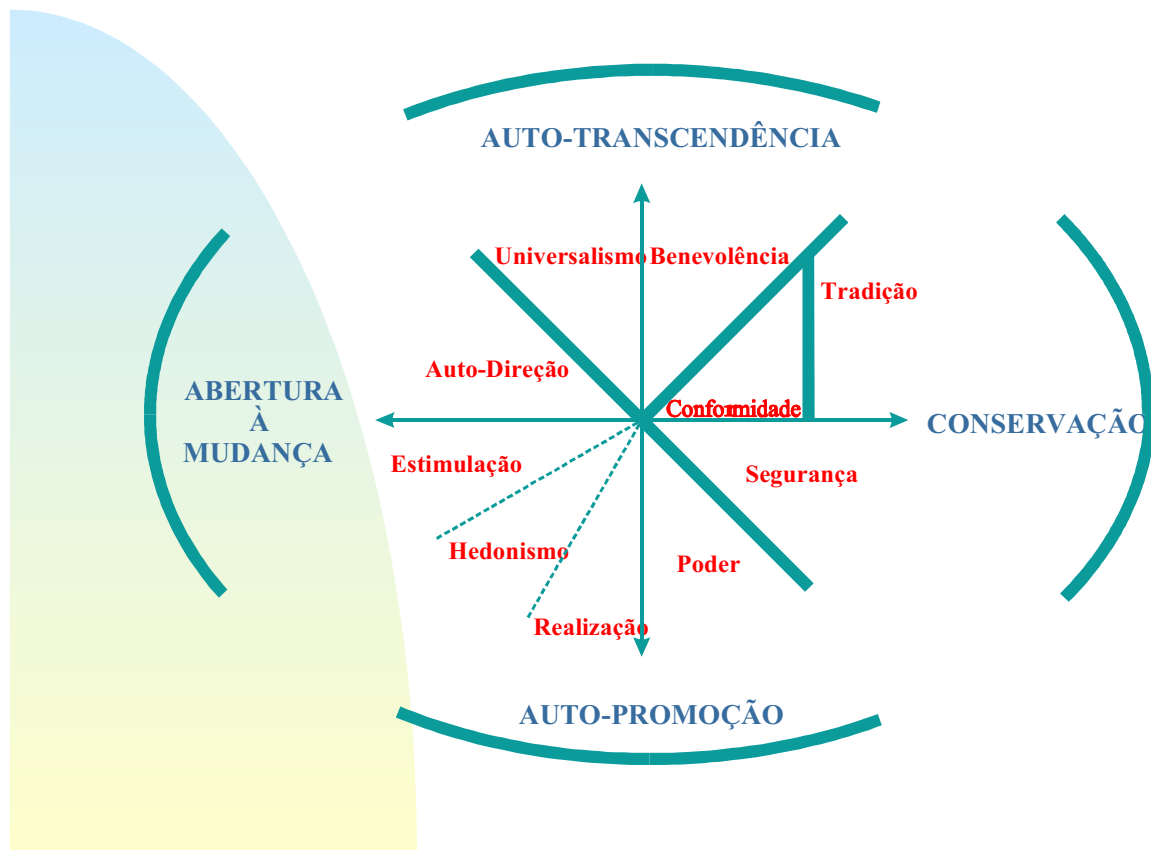 AUTO-TRANSCENDÊNCIA
Universalismo Benevolência
Tradição
Auto-Direção
ABERTURA
À
MUDANÇA
Conformidade
CONSERVAÇÃO
Estimulação
Segurança
Hedonismo
Poder
Realização
AUTO-PROMOÇÃO